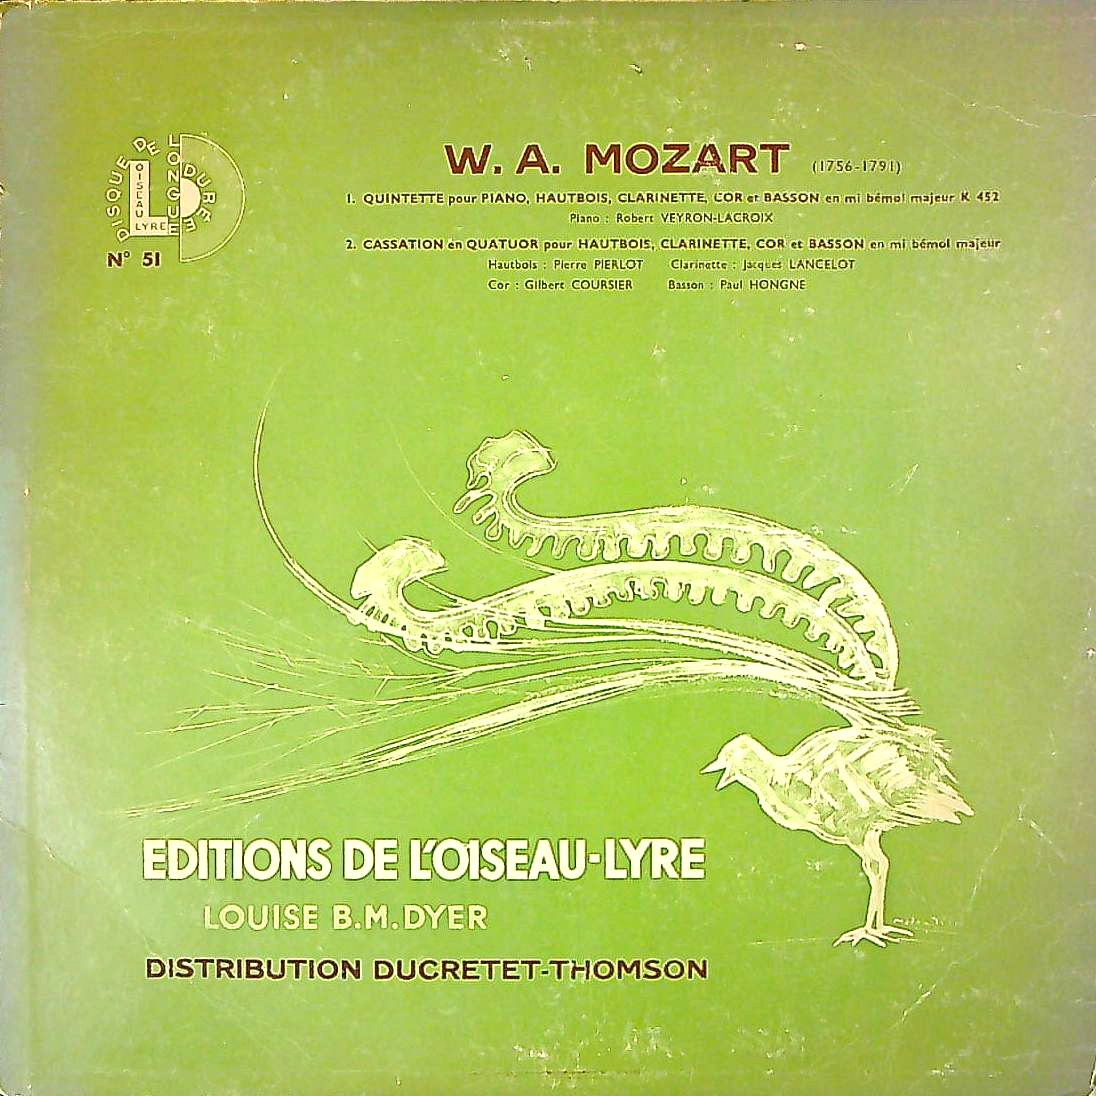 DISQUE DE LONGUE DURÉE
OISEAU
LYRE
N° 51
W. A. MOZART (1756-1791)
1. QUINTETTE pour PIANO, HAUTBOIS, CLARINETTE, COR et BASSON en mi bémol majeur K 452
Piano : Robert VEYRON-LACROIX
2. CASSATION en QUATUOR pour HAUTBOIS, CLARINETTE, COR et BASSON en mi bémol majeur
Hautbois : Pierre PIERLOT Clarinette : Jacques LANCELOT
Cor : Gilbert COURSIER Basson : Paul HONGNE
EDITIONS DE L'OISEAU-LYRE
LOUISE B.M. DYER
DISTRIBUTION DUCRETET-THOMSON